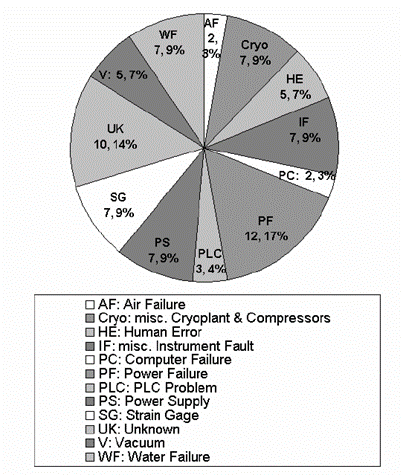 AF
2,
3%
Cryo
7, 9%
HE
5, 7%
IF
7, 9%
PC: 2, 3%
PF
12, 17%
PLC
3, 4%
PS
7, 9%
SG
7, 9%
UK
10, 14%
V: 5, 7%
WF
7, 9%
AF: Air Failure
Cryo: misc. Cryoplant & Compressors
HE: Human Error
IF: misc. Instrument Fault
PC: Computer Failure
PF: Power Failure
PLC: PLC Problem
PS: Power Supply
SG: Strain Gage
UK: Unknown
V: Vacuum
WF: Water Failure